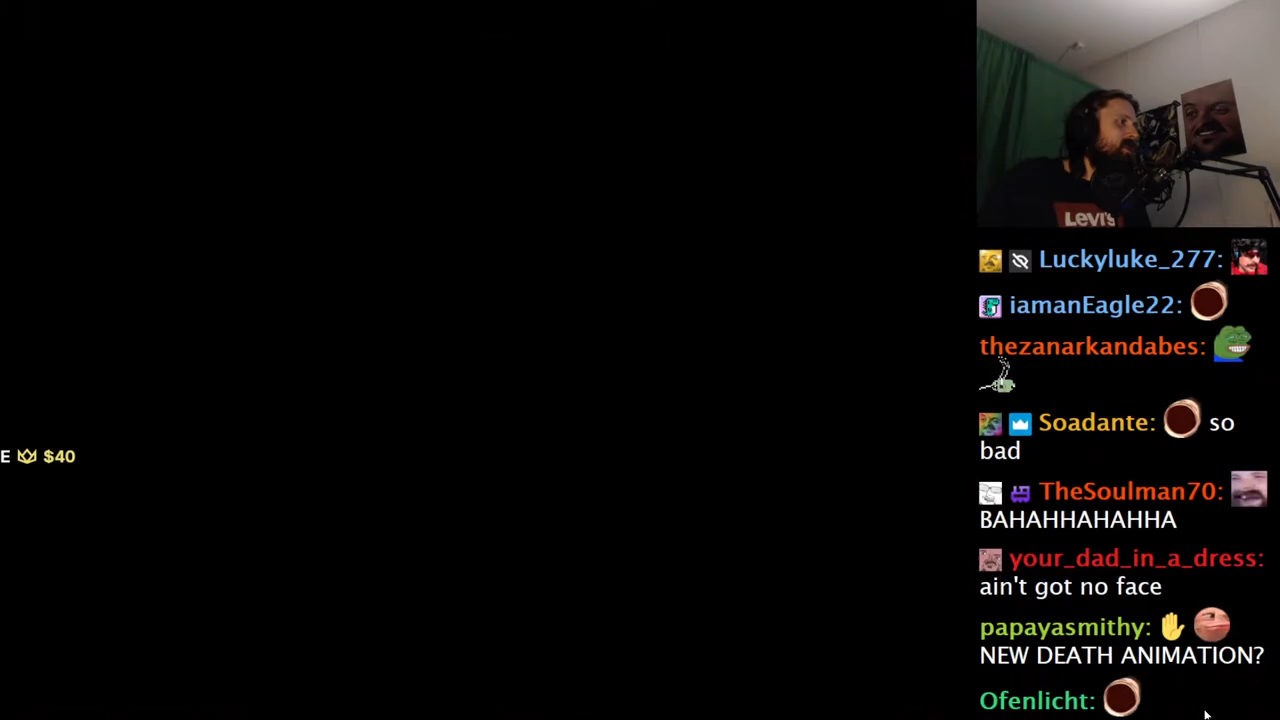 LEVI'S
Luckyluke_277:
iamanEagle22:
thezanarkandabes:
Soadante: so
bad
E $40
TheSoulman70:
BAHAHHAHAHHA
your_dad_in_a_dress:
ain't got no face
papayasmithy:
NEW DEATH ANIMATION?
Ofenlicht: